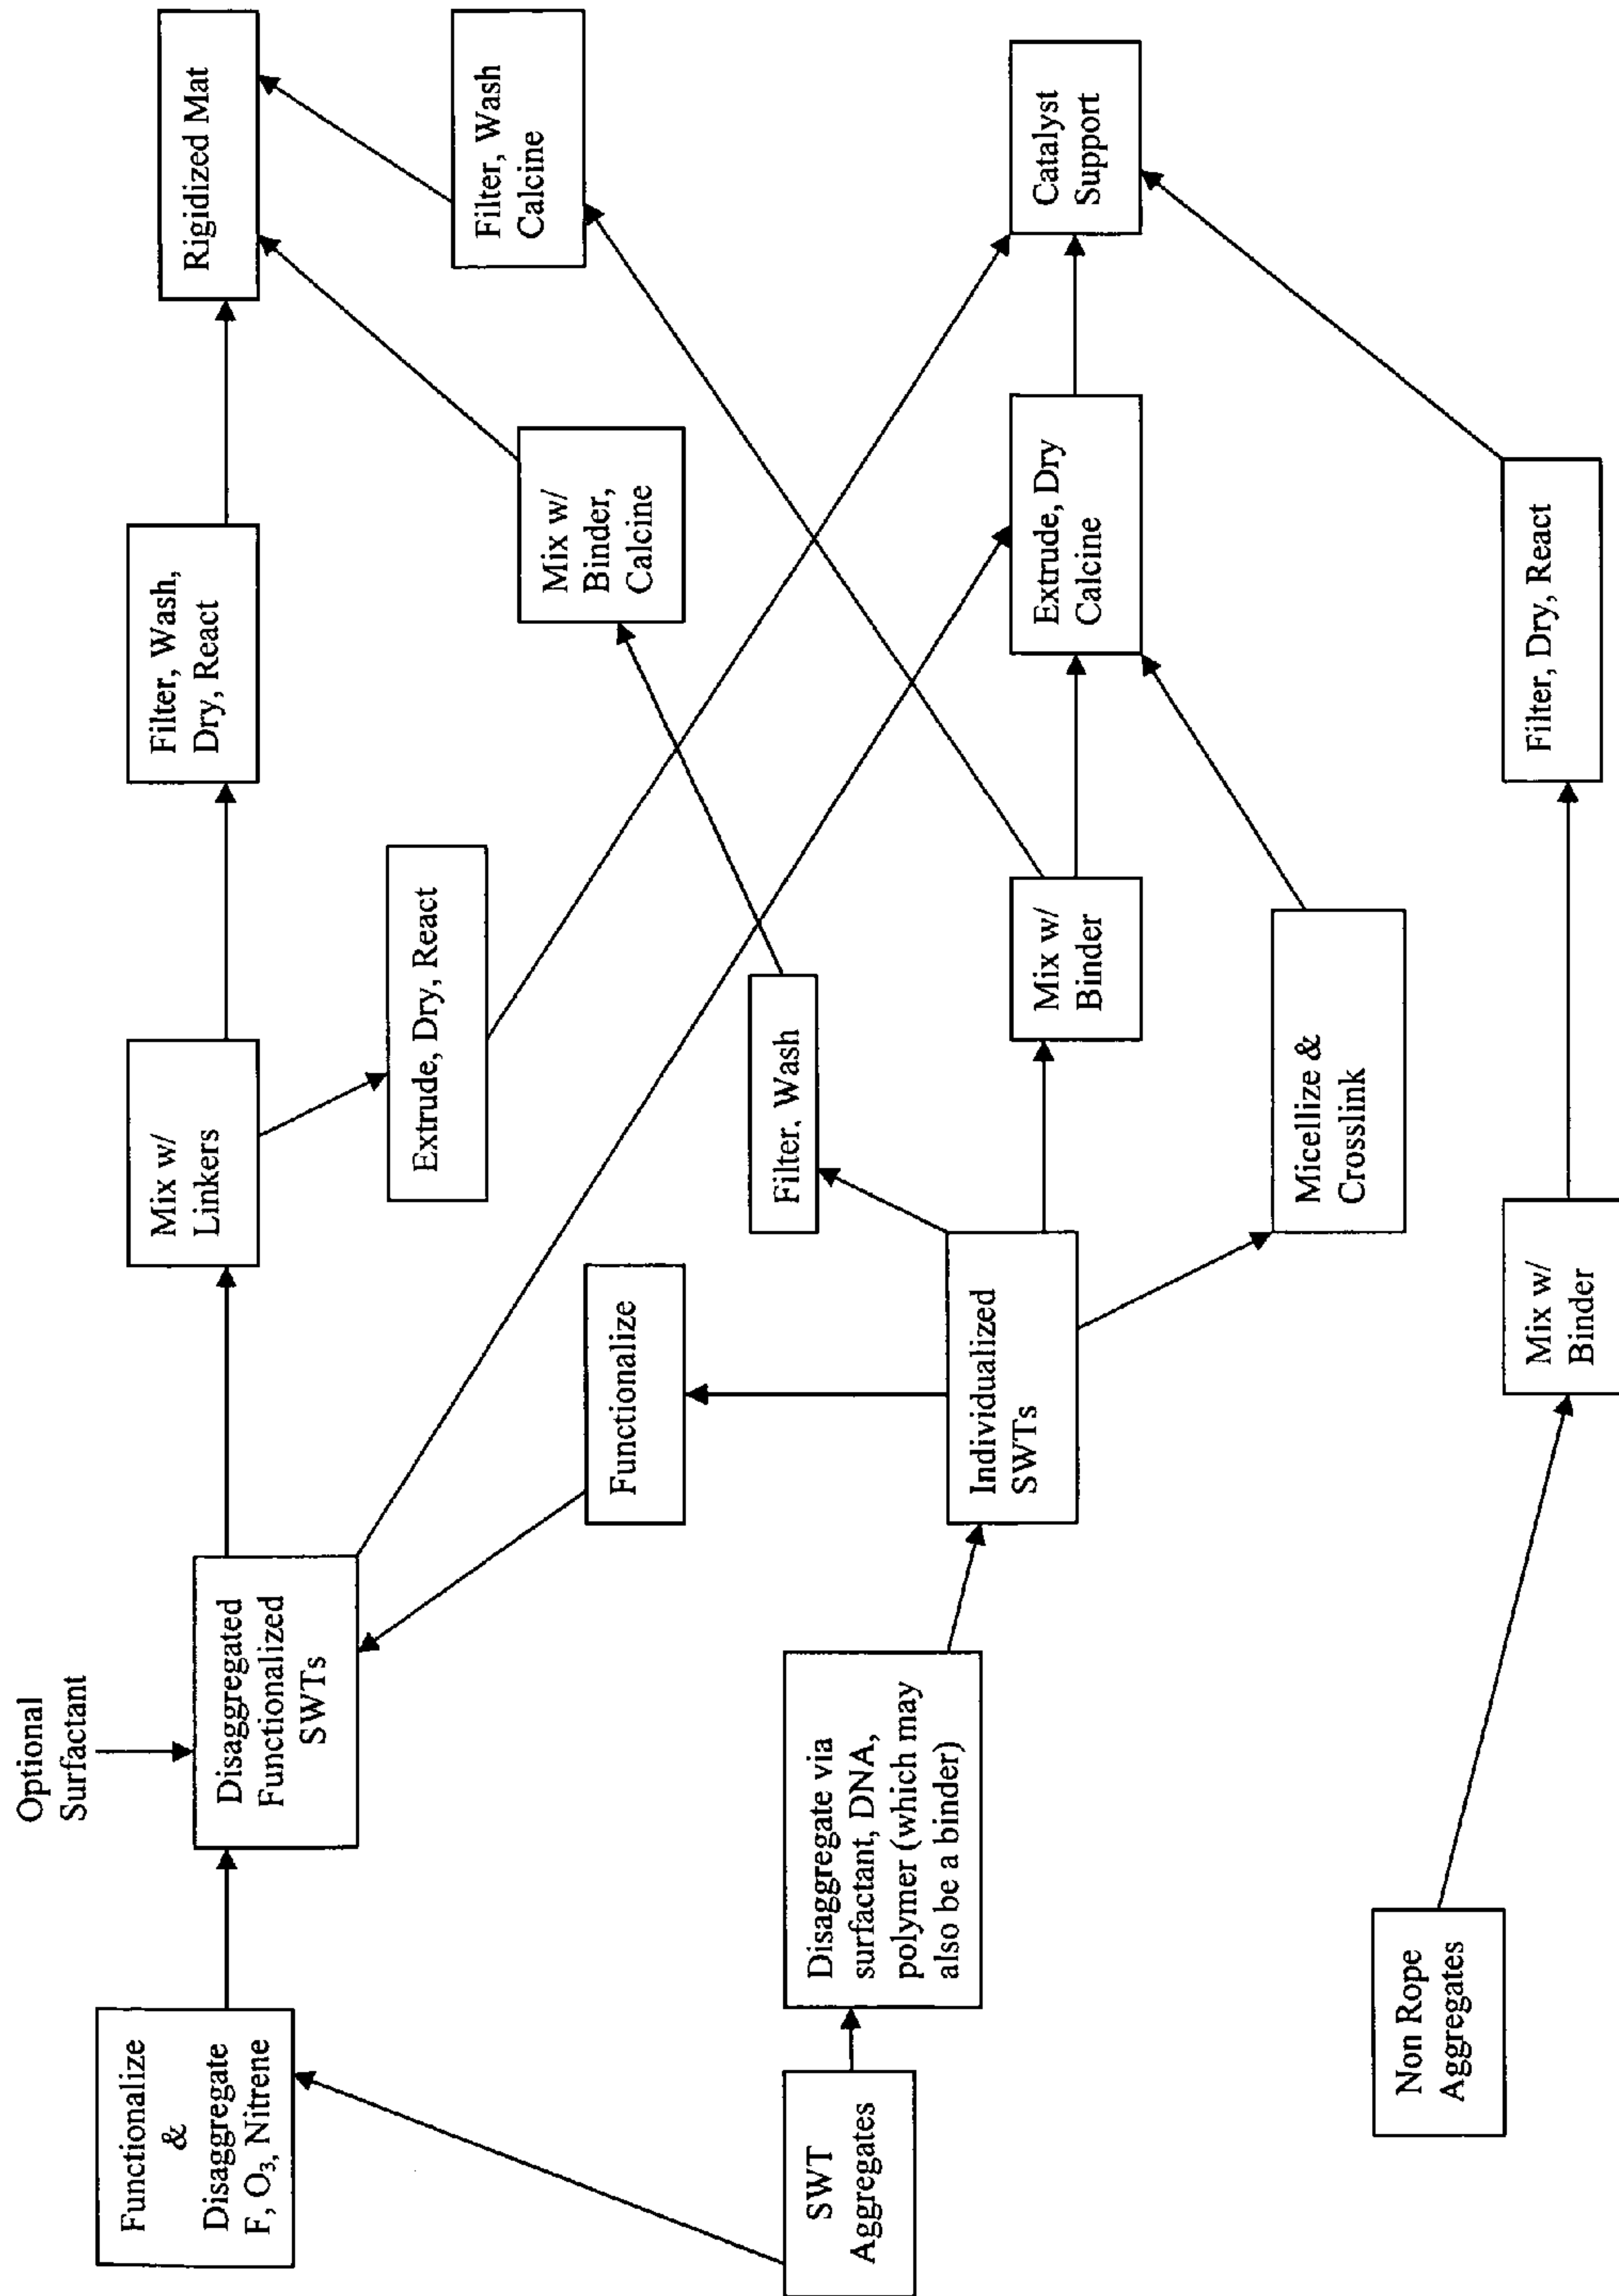 Optional
Surfactant
Functionalize
&
Disaggregate
F, O₃, Nitrene
Disaggregated
Functionalized
SWTs
Mix w/
Linkers
Filter, Wash,
Dry, React
Rigidized Mat
Extrude, Dry, React
Filter, Wash
Calcine
Mix w/
Binder,
Calcine
Functionalize
Filter, Wash
SWT
Aggregates
Disaggregate via
surfactant, DNA,
polymer (which may
also be a binder)
Individualized
SWTs
Mix w/
Binder
Extrude, Dry
Calcine
Catalyst
Support
Micellize &
Crosslink
Non Rope
Aggregates
Mix w/
Binder
Filter, Dry, React